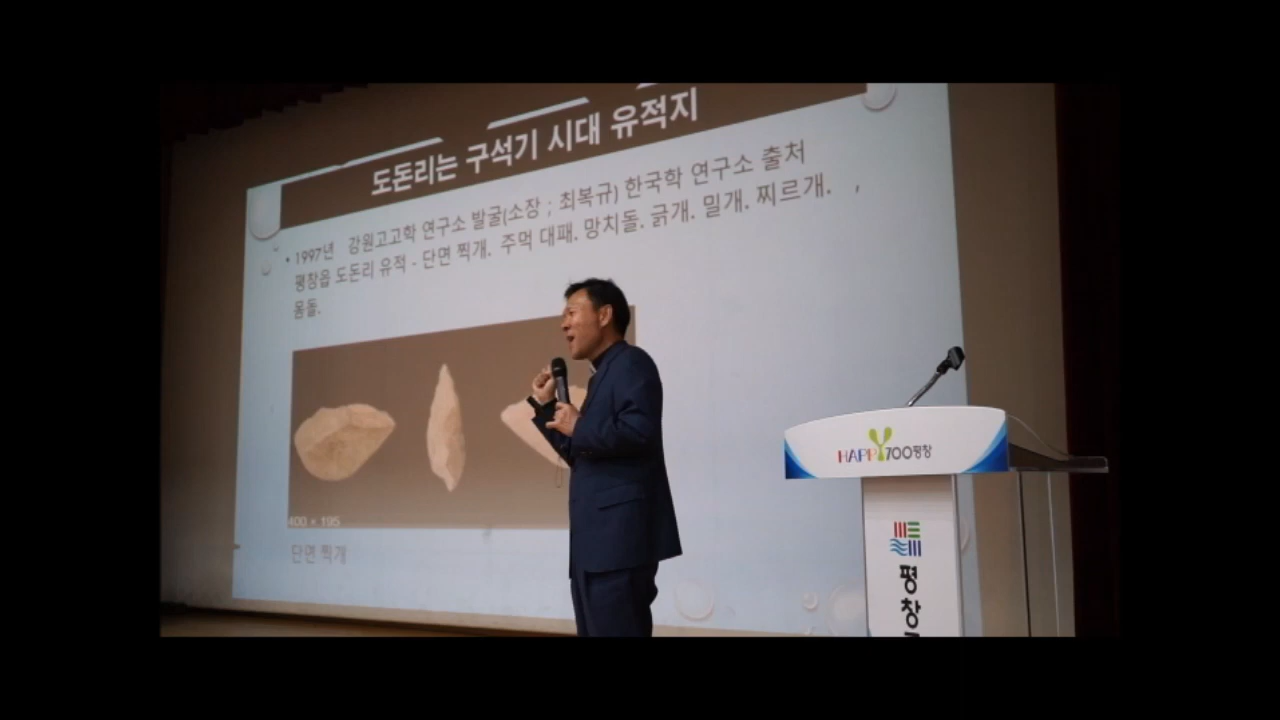 도돈리는 구석기 시대 유적지
• 1997년 강원고고학 연구소 발굴(소장 ; 최복규) 한국학 연구소 출처
평창읍 도돈리 유적 - 단면 찍개. 주먹 대패. 망치돌. 긁개. 밀개. 찌르개. ,
몸돌.
400 × 195
단면 찍개
HAPPY700평창
평창